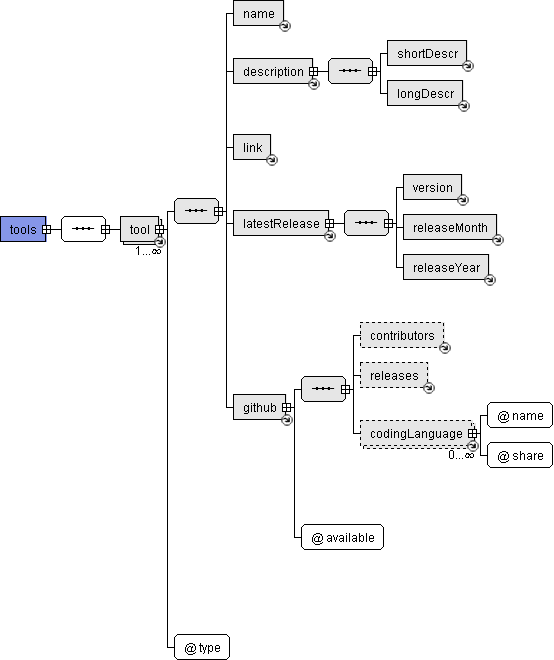 name
description
shortDescr
longDescr
link
tools
tool
1...∞
latestRelease
version
releaseMonth
releaseYear
github
contributors
releases
codingLanguage
0...∞
@ name
@ share
@ available
@ type